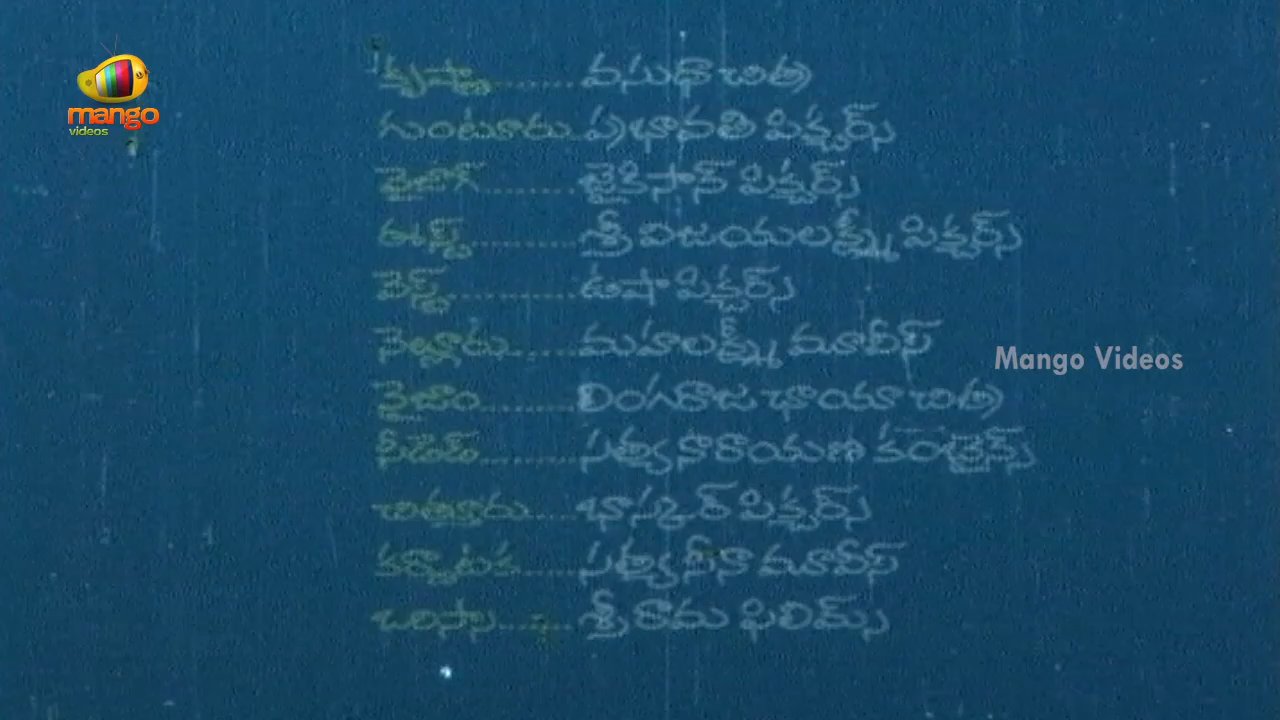 mango
videos
కృష్ణా........వసుధా చిత్ర
గుంటూరు..ప్రభావతి పిక్చర్స్
వైజాగ్.........జైకిసాన్ పిక్చర్స్
ఈస్ట్..........శ్రీ విజయలక్ష్మీ పిక్చర్స్
వెస్ట్............ఉషా పిక్చర్స్
నెల్లూరు......మహాలక్ష్మీ మూవీస్
Mango Videos
నైజాం.........లింగరాజు ఛాయా చిత్ర
సీడెడ్.........సత్యనారాయణ కంబైన్స్
చిత్తూరు.....భాస్కర్ పిక్చర్స్
కర్నాటక......సత్య సీనా మూవీస్
ఒరిస్సా.......శ్రీ రామ ఫిలిమ్స్